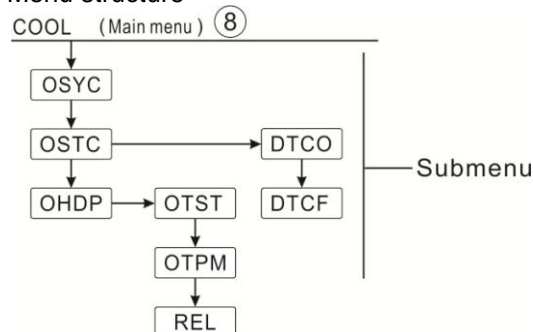 Menu structure
COOL (Main menu) ⑧
OSYC
OSTC DTCO
Submenu
OHDP OTST DTCF
OTPM
REL